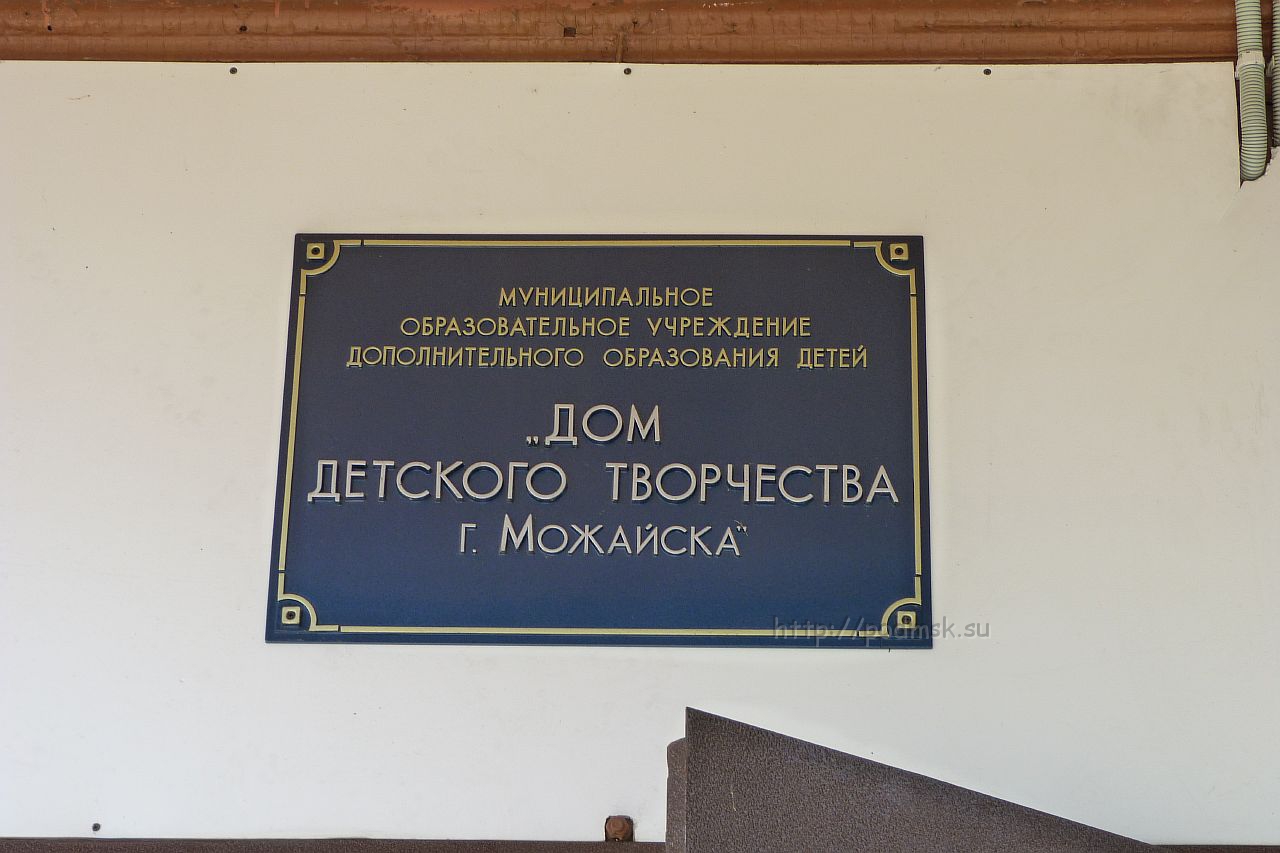 МУНИЦИПАЛЬНОЕ
ОБРАЗОВАТЕЛЬНОЕ УЧРЕЖДЕНИЕ
ДОПОЛНИТЕЛЬНОГО ОБРАЗОВАНИЯ ДЕТЕЙ
„ДОМ
ДЕТСКОГО ТВОРЧЕСТВА
г. Можайска“
http://podmsk.su